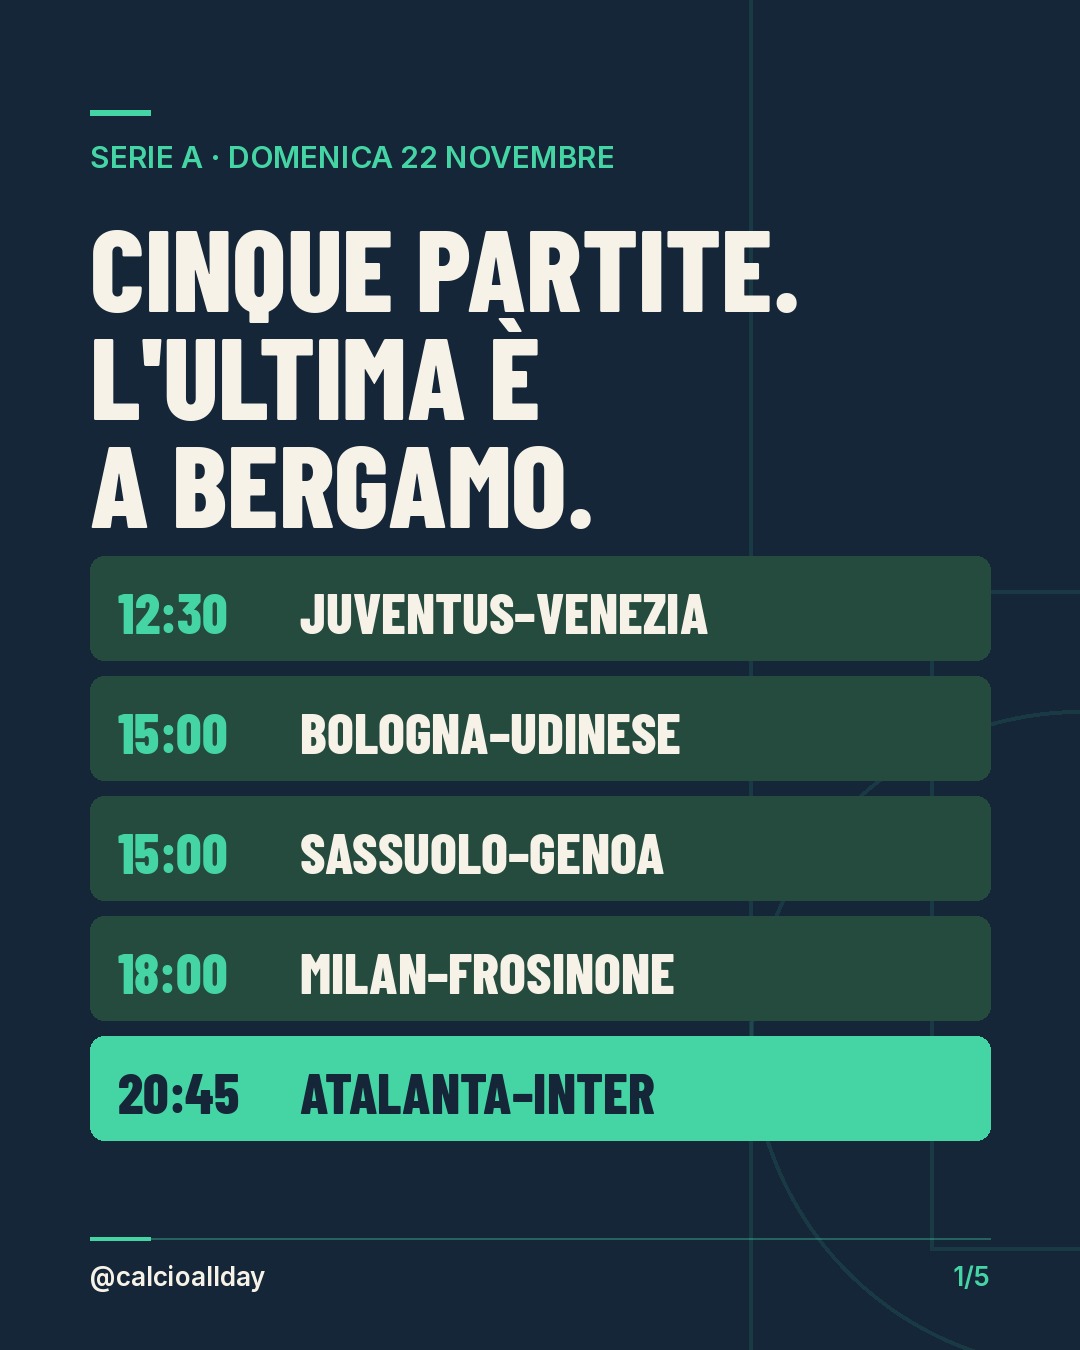 SERIE A · DOMENICA 22 NOVEMBRE
CINQUE PARTITE.
L'ULTIMA È
A BERGAMO.
12:30 JUVENTUS–VENEZIA
15:00 BOLOGNA–UDINESE
15:00 SASSUOLO–GENOA
18:00 MILAN–FROSINONE
20:45 ATALANTA–INTER
@calcioallday 1/5